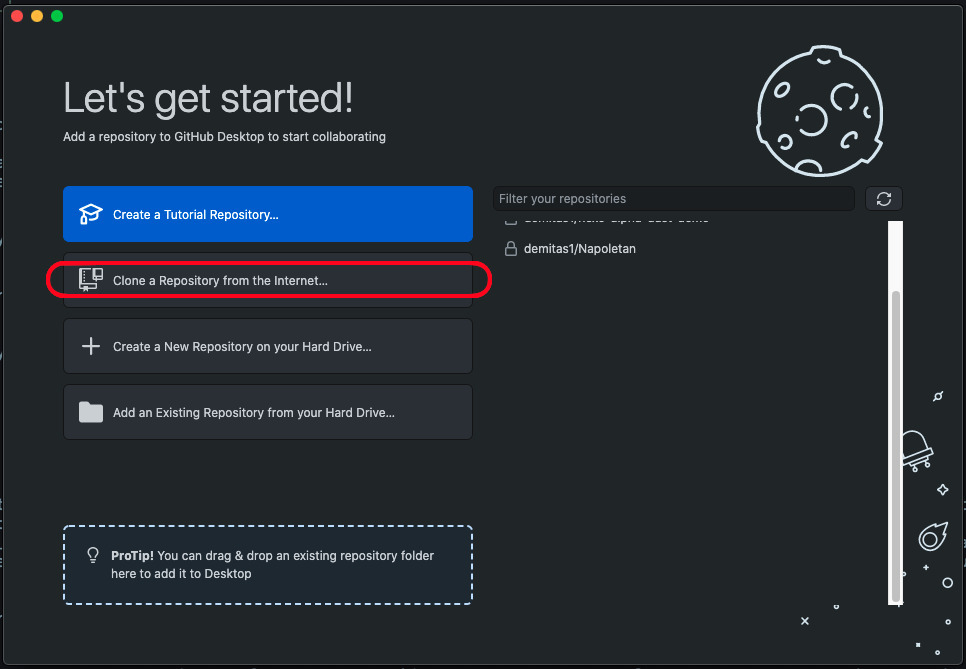 Let's get started!
Add a repository to GitHub Desktop to start collaborating
Create a Tutorial Repository...
Clone a Repository from the Internet...
Create a New Repository on your Hard Drive...
Add an Existing Repository from your Hard Drive...
ProTip! You can drag & drop an existing repository folder
here to add it to Desktop
Filter your repositories
demitas1/Napoletan